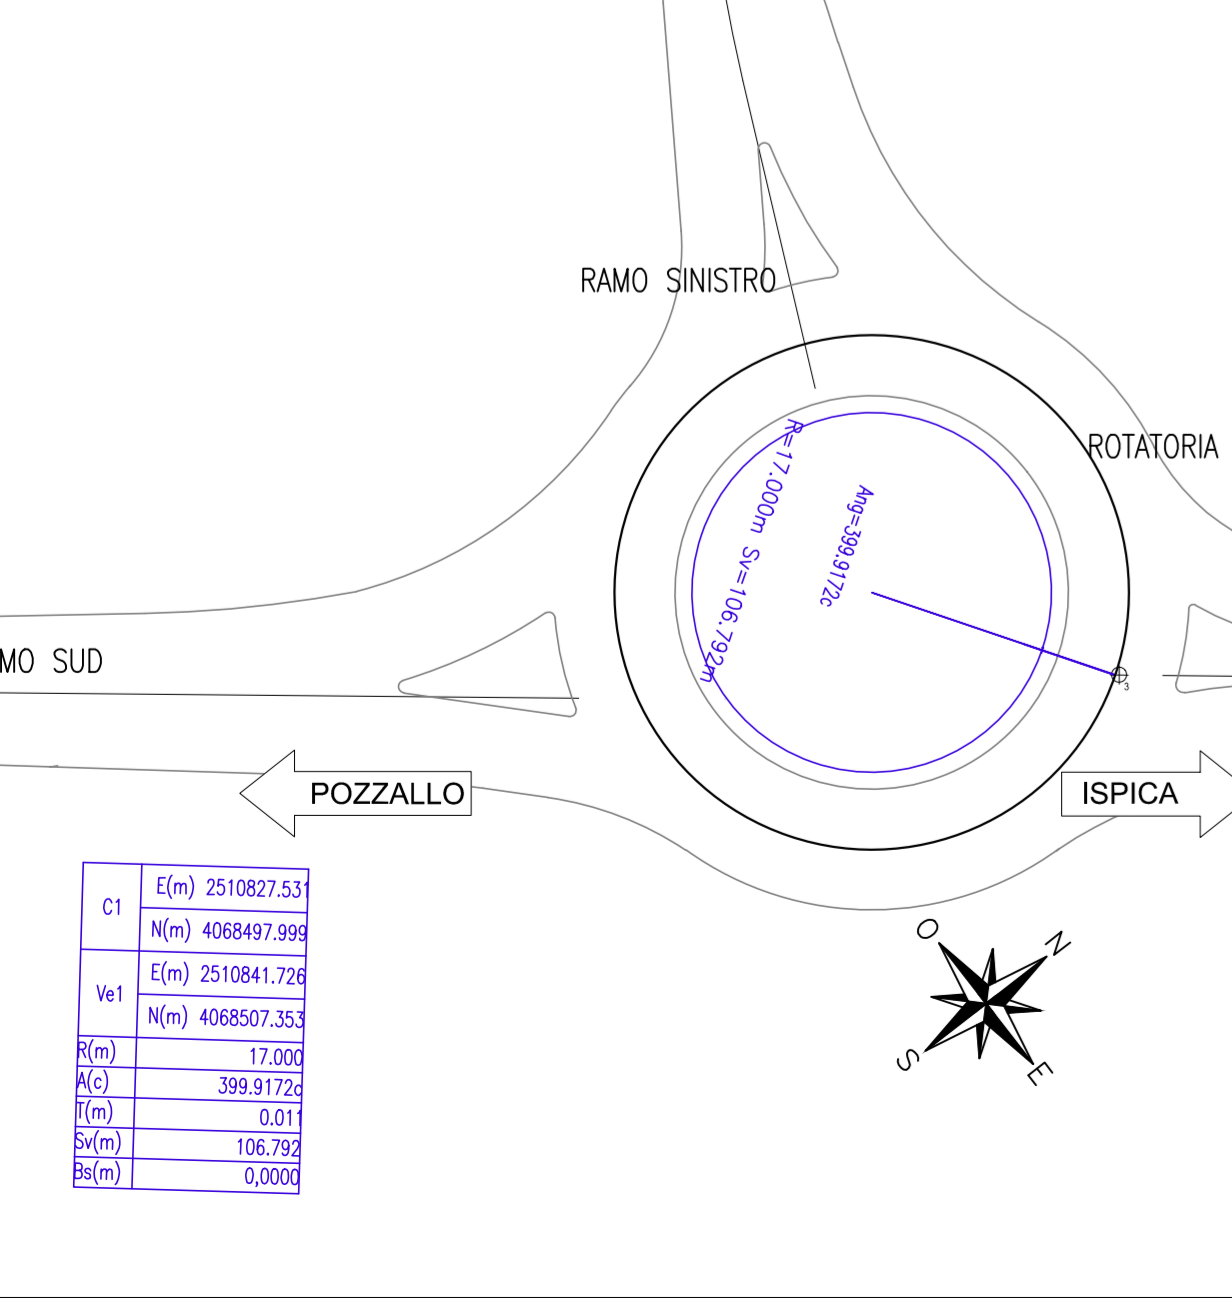 RAMO SINISTRO
ROTATORIA
R=17.000m Sv=106.792m
Ang=399.9172c
3
MO SUD
POZZALLO
ISPICA
C1
E(m) 2510827.531
N(m) 4068497.999
Ve1
E(m) 2510841.726
N(m) 4068507.353
R(m) 17.000
A(c) 399.9172c
T(m) 0.011
Sv(m) 106.792
Bs(m) 0,0000
O
N
S
E